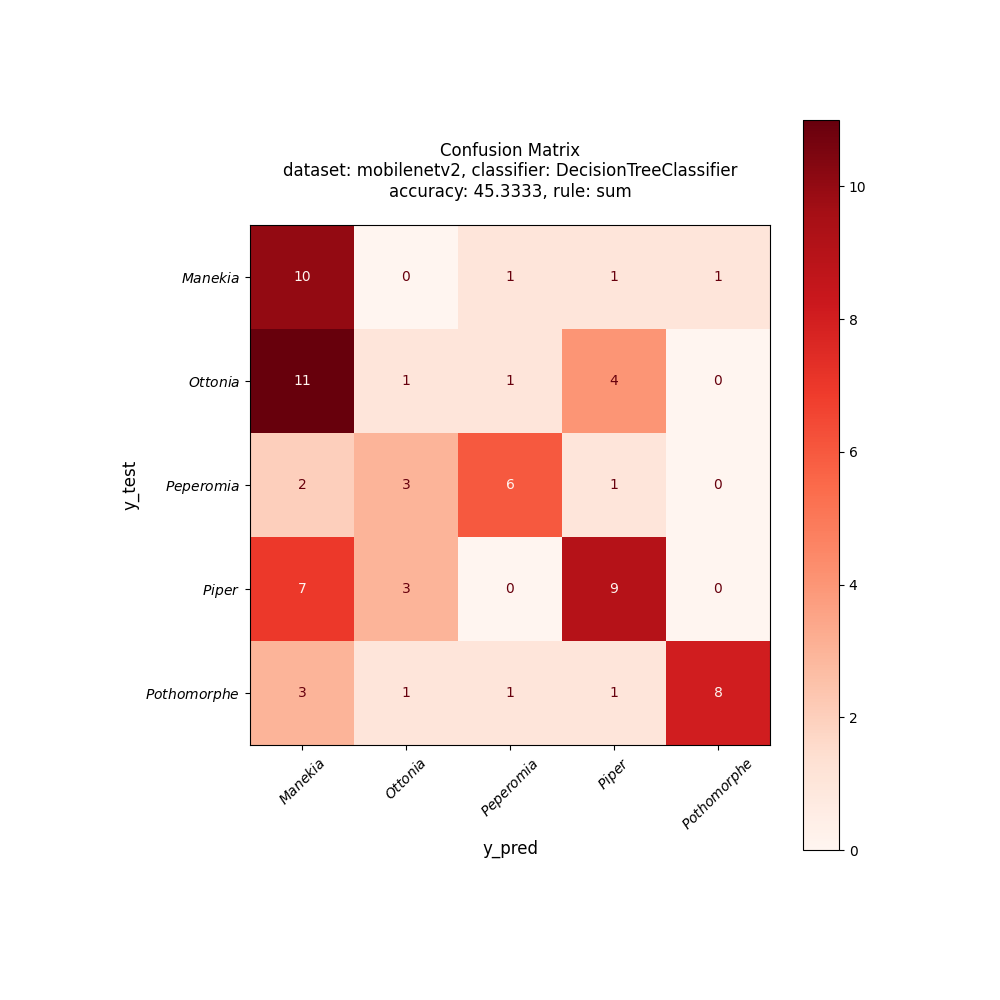 Confusion Matrix
dataset: mobilenetv2, classifier: DecisionTreeClassifier
accuracy: 45.3333, rule: sum
y_test
Manekia 10 0 1 1 1
Ottonia 11 1 1 4 0
Peperomia 2 3 6 1 0
Piper 7 3 0 9 0
Pothomorphe 3 1 1 1 8
Manekia Ottonia Peperomia Piper Pothomorphe
y_pred
10
8
6
4
2
0